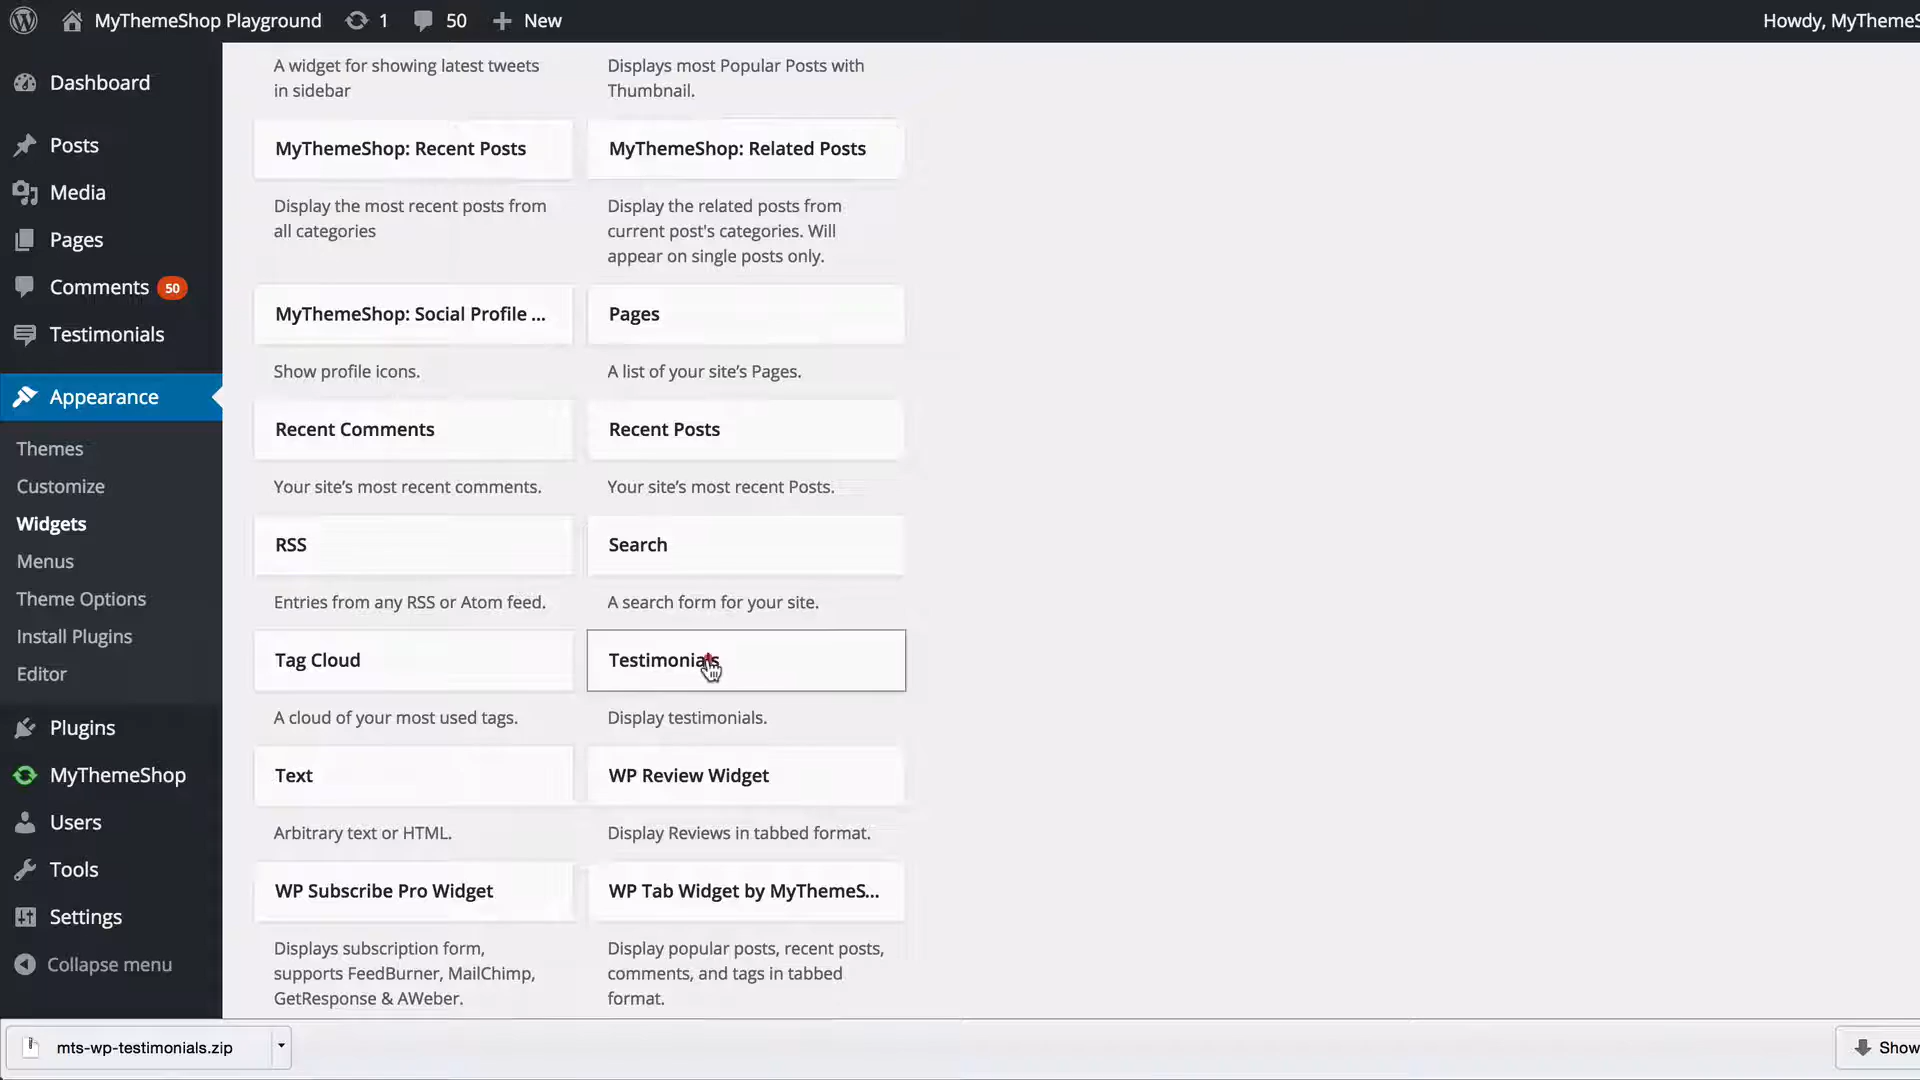 MyThemeShop Playground 1 50 New
Howdy, MyThemeS
Dashboard
Posts
Media
Pages
Comments 50
Testimonials
Appearance
Themes
Customize
Widgets
Menus
Theme Options
Install Plugins
Editor
Plugins
MyThemeShop
Users
Tools
Settings
Collapse menu
A widget for showing latest tweets
in sidebar
Displays most Popular Posts with
Thumbnail.
MyThemeShop: Recent Posts
Display the most recent posts from
all categories
MyThemeShop: Related Posts
Display the related posts from
current post's categories. Will
appear on single posts only.
MyThemeShop: Social Profile ...
Show profile icons.
Pages
A list of your site’s Pages.
Recent Comments
Your site’s most recent comments.
Recent Posts
Your site’s most recent Posts.
RSS
Entries from any RSS or Atom feed.
Search
A search form for your site.
Tag Cloud
A cloud of your most used tags.
Testimonials
Display testimonials.
Text
Arbitrary text or HTML.
WP Review Widget
Display Reviews in tabbed format.
WP Subscribe Pro Widget
Displays subscription form,
supports FeedBurner, MailChimp,
GetResponse & AWeber.
WP Tab Widget by MyThemeS...
Display popular posts, recent posts,
comments, and tags in tabbed
format.
mts-wp-testimonials.zip
Show